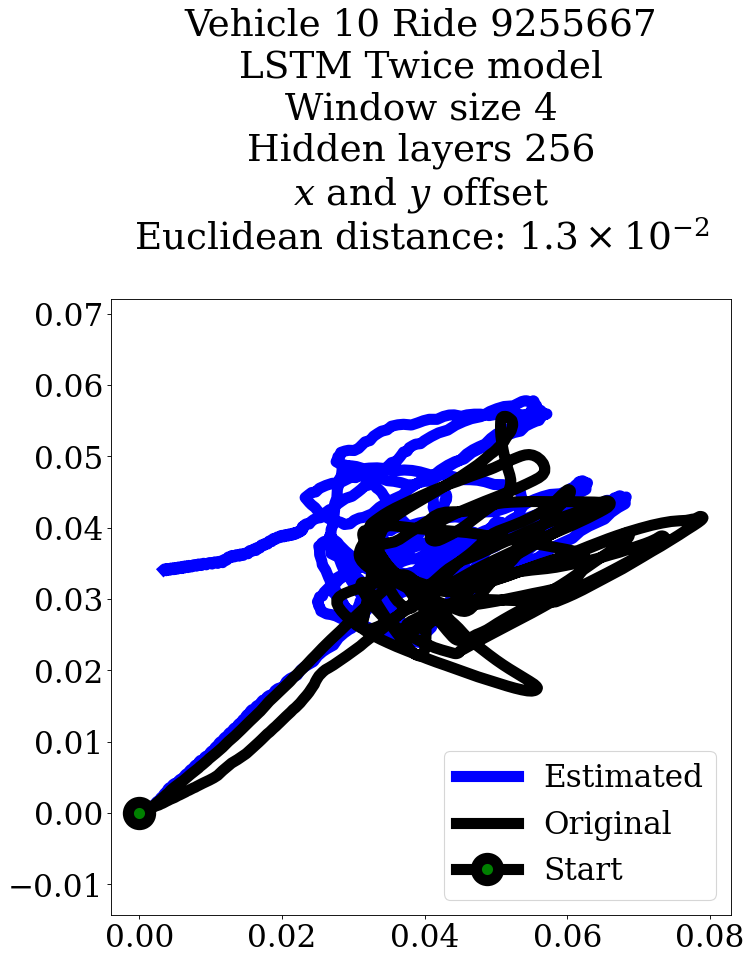 Vehicle 10 Ride 9255667
LSTM Twice model
Window size 4
Hidden layers 256
x and y offset
Euclidean distance: 1.3 × 10⁻²
0.07
0.06
0.05
0.04
0.03
0.02
0.01
0.00
−0.01
Estimated
Original
Start
0.00 0.02 0.04 0.06 0.08